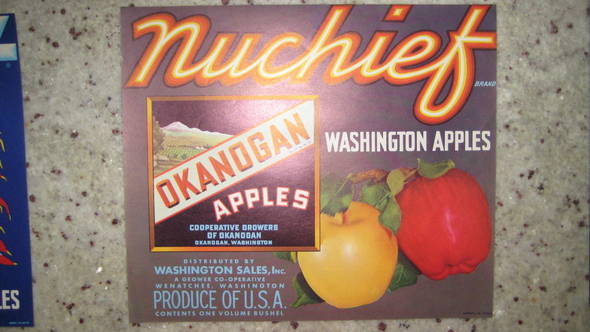 Nuchief
BRAND
WASHINGTON APPLES
OKANOGAN
APPLES
COOPERATIVE GROWERS
OF OKANOGAN
OKANOGAN, WASHINGTON
DISTRIBUTED BY
WASHINGTON SALES, INC.
A GROWER CO-OPERATIVE
WENATCHEE, WASHINGTON
PRODUCE OF U.S.A.
CONTENTS ONE VOLUME BUSHEL
LES